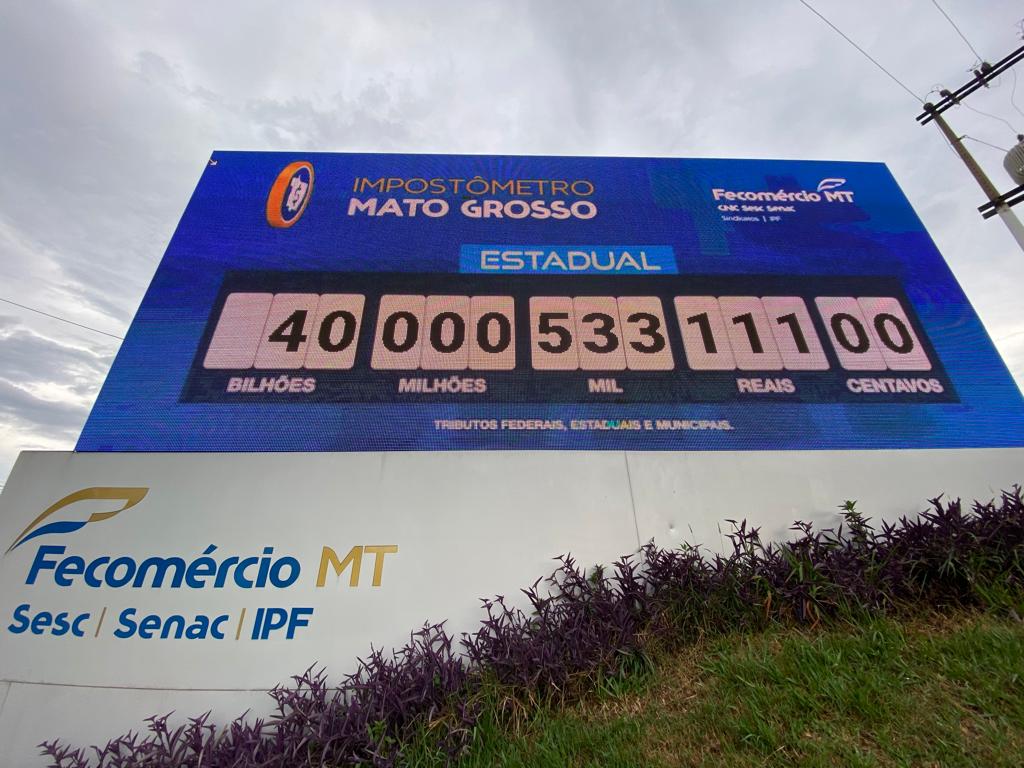 IMPOSTÔMETRO
MATO GROSSO
Fecomércio MT
CNC Sesc Senac
Sindicatos | IPF
ESTADUAL
40 000 533 111 00
BILHÕES MILHÕES MIL REAIS CENTAVOS
TRIBUTOS FEDERAIS, ESTADUAIS E MUNICIPAIS.
Fecomércio MT
Sesc / Senac / IPF